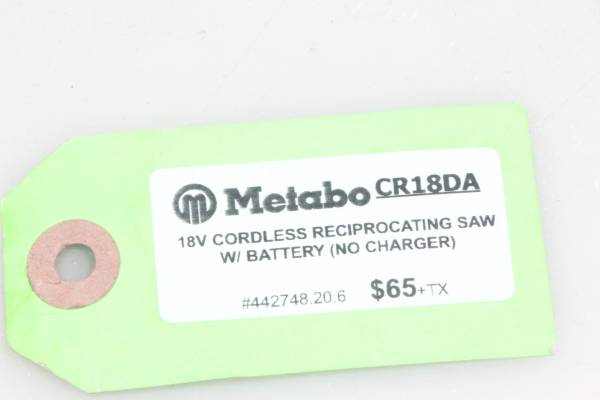 Metabo CR18DA
18V CORDLESS RECIPROCATING SAW
W/ BATTERY (NO CHARGER)
#442748.20.6 $65+TX